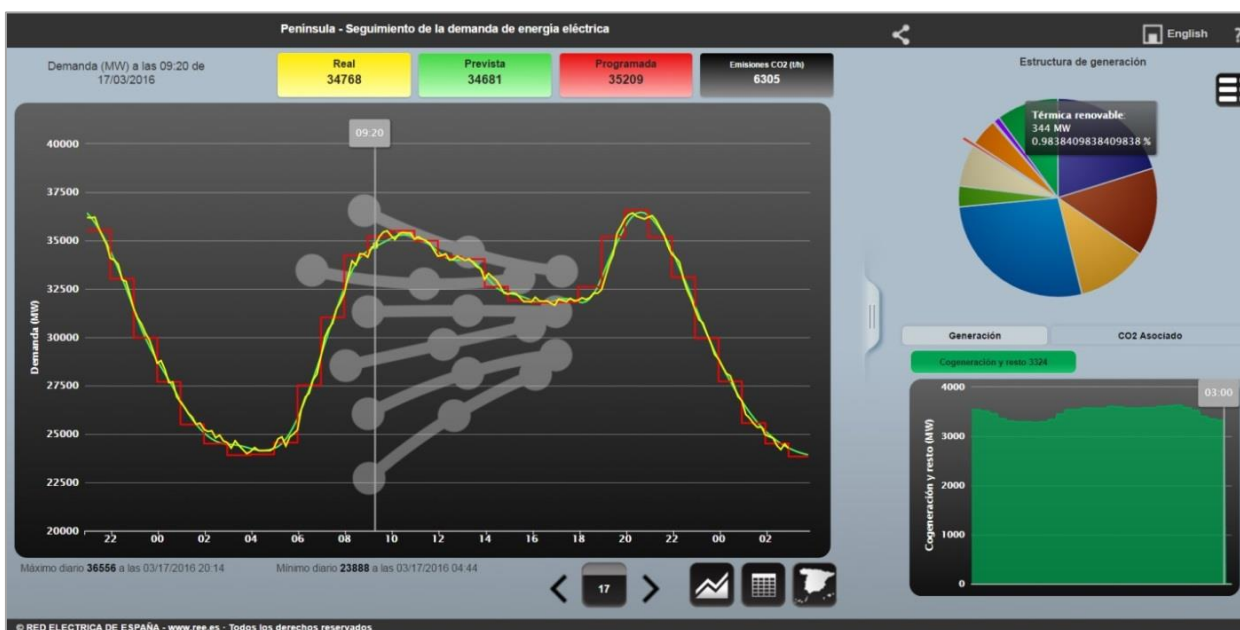 Península - Seguimiento de la demanda de energía eléctrica
English
?
Demanda (MW) a las 09:20 de
17/03/2016
Real
34768
Prevista
34681
Programada
35209
Emisiones CO2 (t/h)
6305
Estructura de generación
Térmica renovable:
344 MW
0.9838409838409838 %
09:20
Demanda (MW)
40000
37500
35000
32500
30000
27500
25000
22500
20000
22 00 02 04 06 08 10 12 14 16 18 20 22 00 02
Máximo diario 36556 a las 03/17/2016 20:14
Mínimo diario 23888 a las 03/17/2016 04:44
17
Generación
CO2 Asociado
Cogeneración y resto 3324
03:00
Cogeneración y resto (MW)
4000
3000
2000
1000
0
© RED ELECTRICA DE ESPAÑA - www.ree.es - Todos los derechos reservados